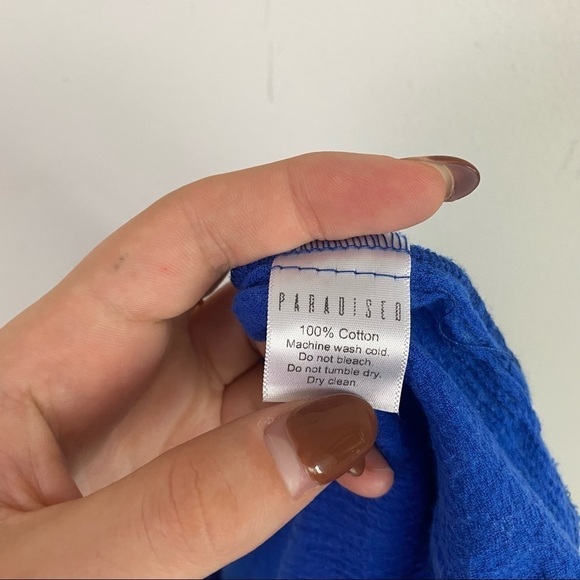 PARADISED
100% Cotton
Machine wash cold.
Do not bleach.
Do not tumble dry.
Dry clean.